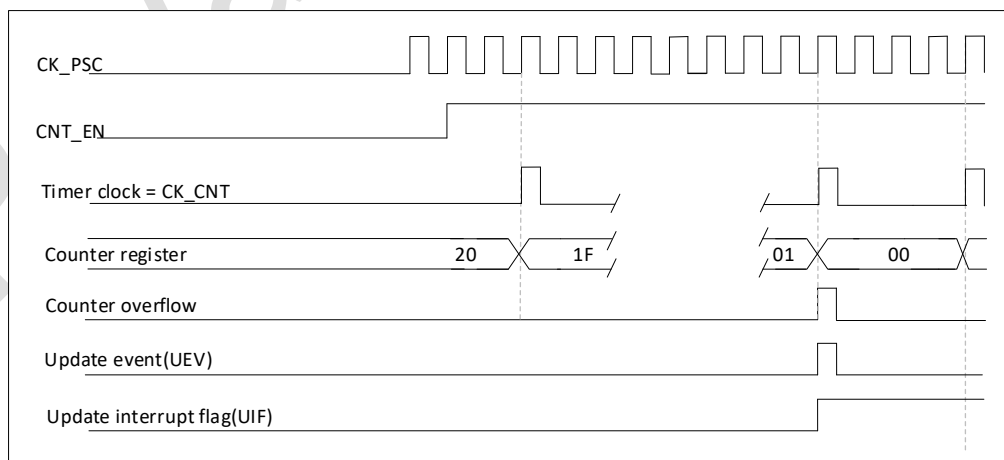 CK_PSC
CNT_EN
Timer clock = CK_CNT
Counter register 20 1F 01 00
Counter overflow
Update event(UEV)
Update interrupt flag(UIF)